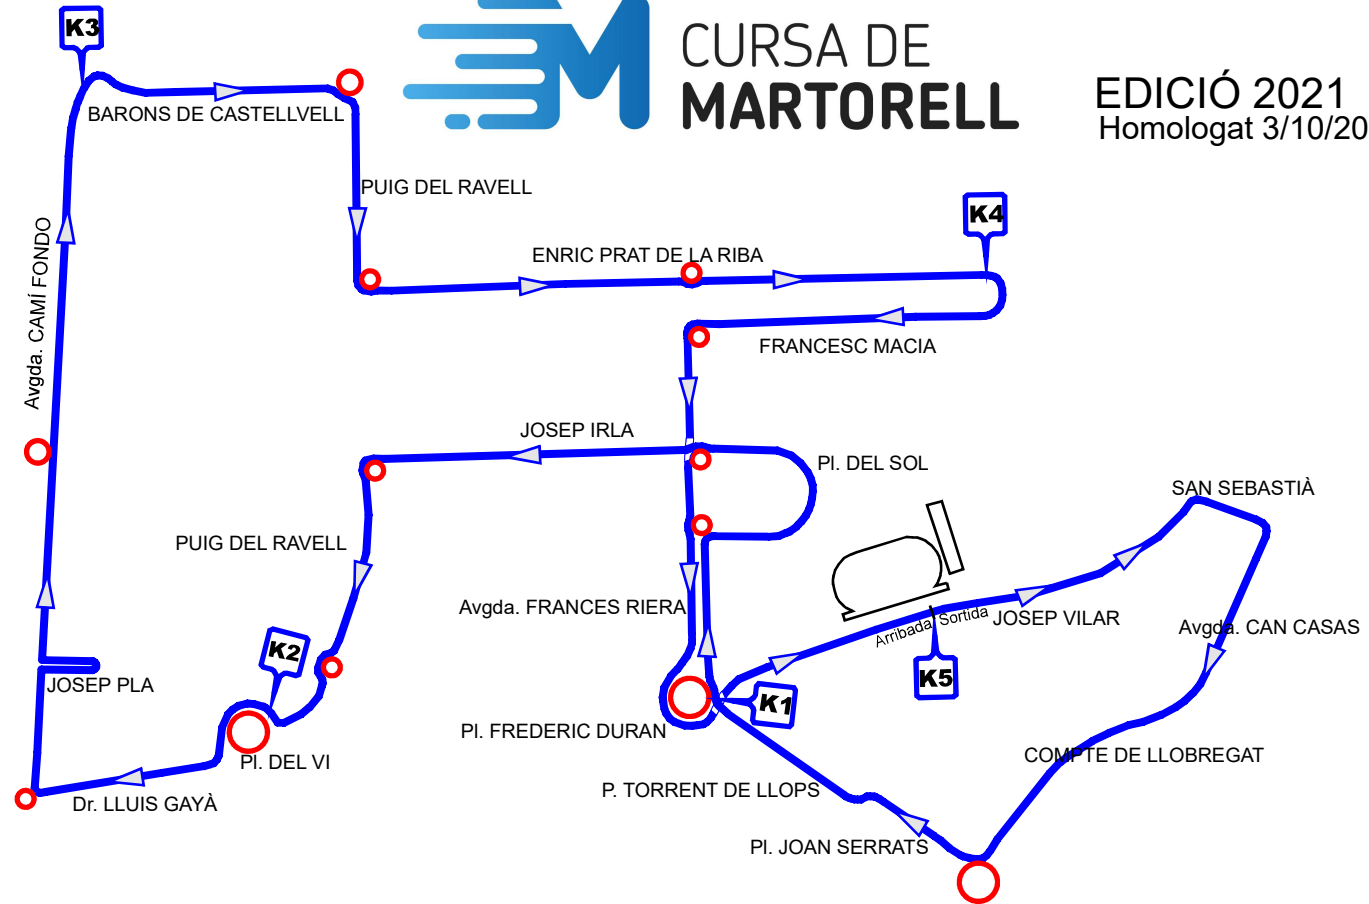 K3
CURSA DE
MARTORELL
EDICIÓ 2021
Homologat 3/10/20
BARONS DE CASTELLVELL
PUIG DEL RAVELL
K4
ENRIC PRAT DE LA RIBA
Avgda. CAMÍ FONDO
FRANCESC MACIA
JOSEP IRLA
Pl. DEL SOL
SAN SEBASTIÀ
PUIG DEL RAVELL
Avgda. FRANCES RIERA
Arribada Sortida
JOSEP VILAR
Avgda. CAN CASAS
K2
K5
JOSEP PLA
K1
Pl. FREDERIC DURAN
COMPTE DE LLOBREGAT
Pl. DEL VI
P. TORRENT DE LLOPS
Dr. LLUIS GAYÀ
Pl. JOAN SERRATS